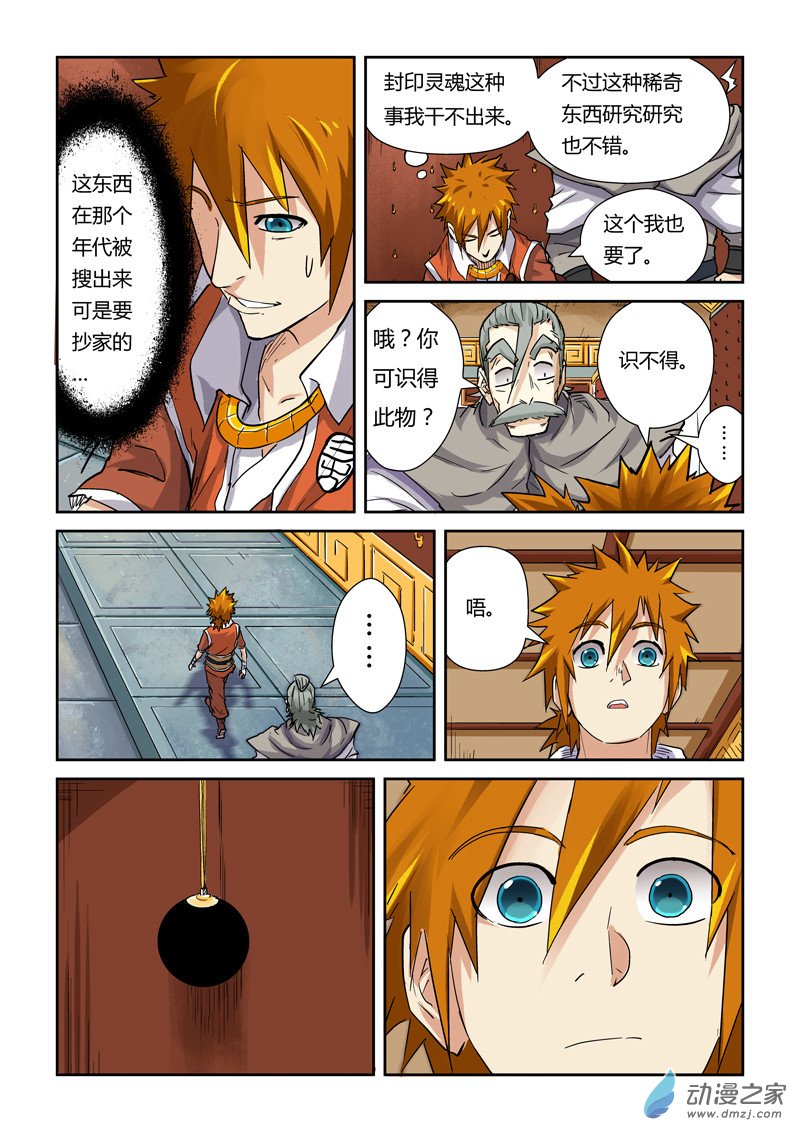 这东西
在那个
年代被
搜出来
可是要
抄家的
…
封印灵魂这种
事我干不出来。
不过这种稀奇
东西研究研究
也不错。
这个我也
要了。
哦？你
可识得
此物？
识不得。
……
……
唔。
动漫之家
www.dmzj.com